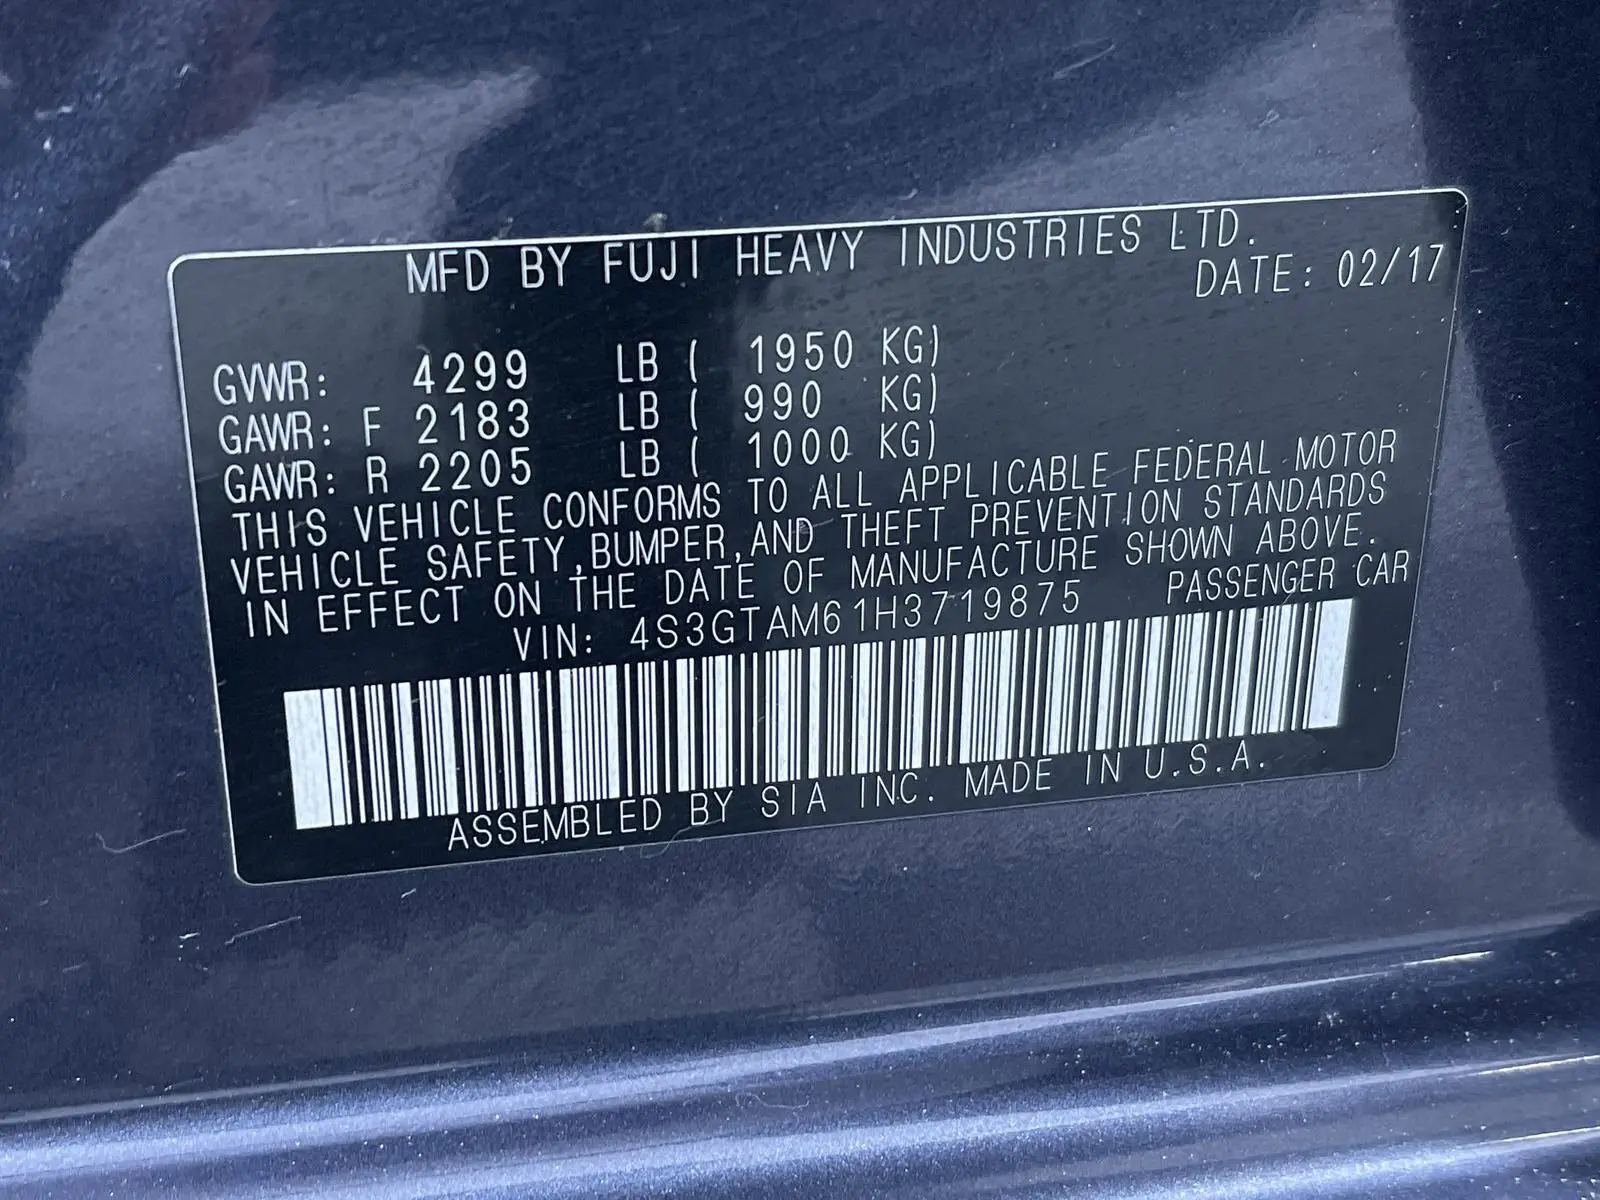 MFD BY FUJI HEAVY INDUSTRIES LTD.
DATE: 02/17
GVWR: 4299 LB ( 1950 KG)
GAWR: F 2183 LB ( 990 KG)
GAWR: R 2205 LB ( 1000 KG)
THIS VEHICLE CONFORMS TO ALL APPLICABLE FEDERAL MOTOR
VEHICLE SAFETY,BUMPER,AND THEFT PREVENTION STANDARDS
IN EFFECT ON THE DATE OF MANUFACTURE SHOWN ABOVE.
VIN: 4S3GTAM61H3719875 PASSENGER CAR
ASSEMBLED BY SIA INC. MADE IN U.S.A.